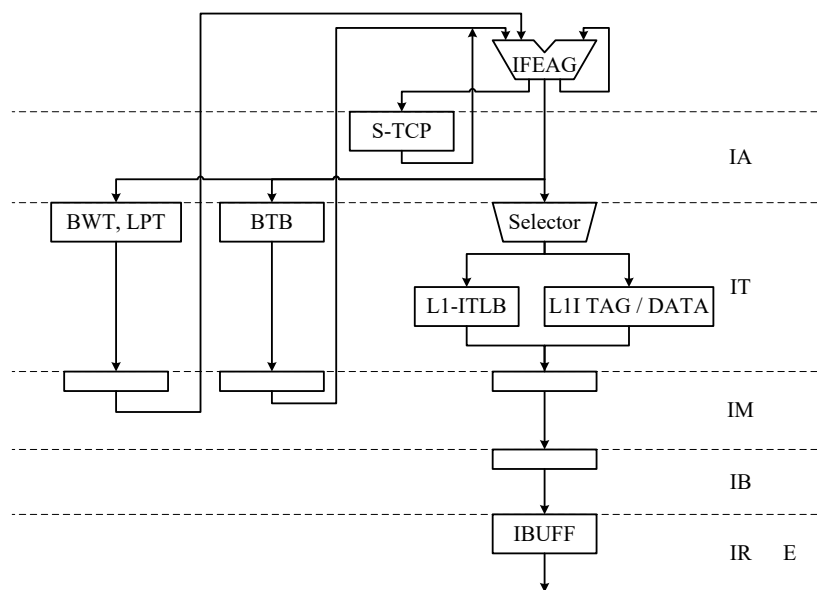 IFEAG
S-TCP
IA
BWT, LPT
BTB
Selector
L1-ITLB
L1I TAG / DATA
IT
IM
IB
IBUFF
IR E